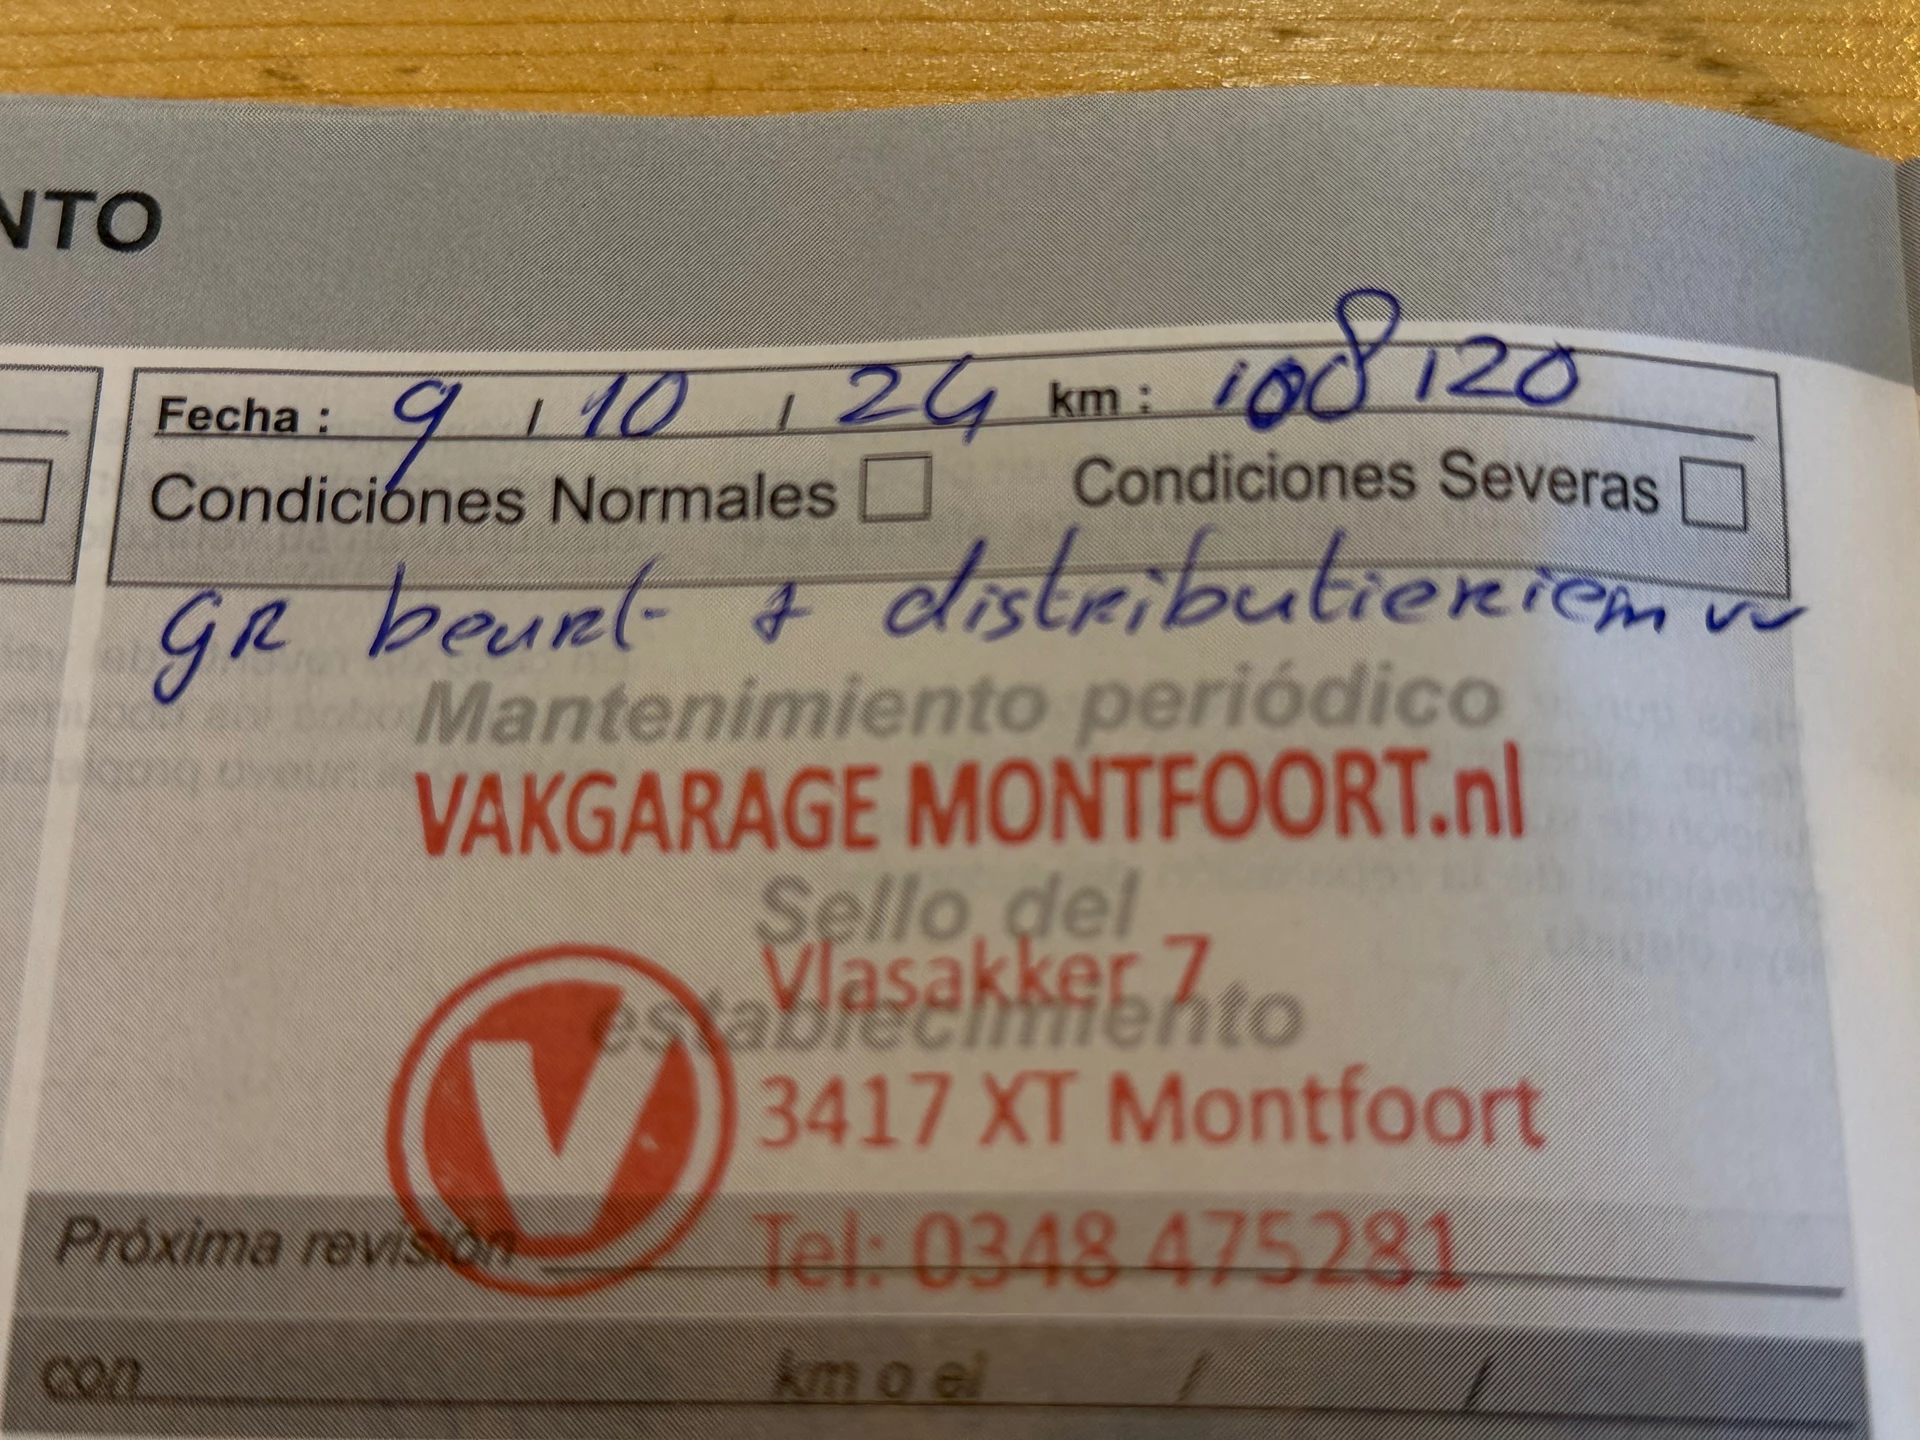 NTO
Fecha : 9 / 10 / 24 km : 108120
Condiciones Normales Condiciones Severas
GR beurt + distributieriem vv
Mantenimiento periódico
VAKGARAGE MONTFOORT.nl
Sello del
Vlasakker 7
establecimiento
V
3417 XT Montfoort
Próxima revisión
Tel: 0348 475281
con km o el / /